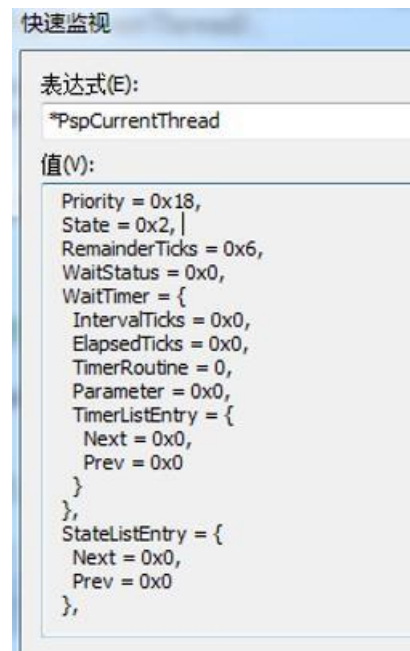 快速监视
表达式(E):
*PspCurrentThread
值(V):
Priority = 0x18,
State = 0x2,
RemainderTicks = 0x6,
WaitStatus = 0x0,
WaitTimer = {
IntervalTicks = 0x0,
ElapsedTicks = 0x0,
TimerRoutine = 0,
Parameter = 0x0,
TimerListEntry = {
Next = 0x0,
Prev = 0x0
}
},
StateListEntry = {
Next = 0x0,
Prev = 0x0
},